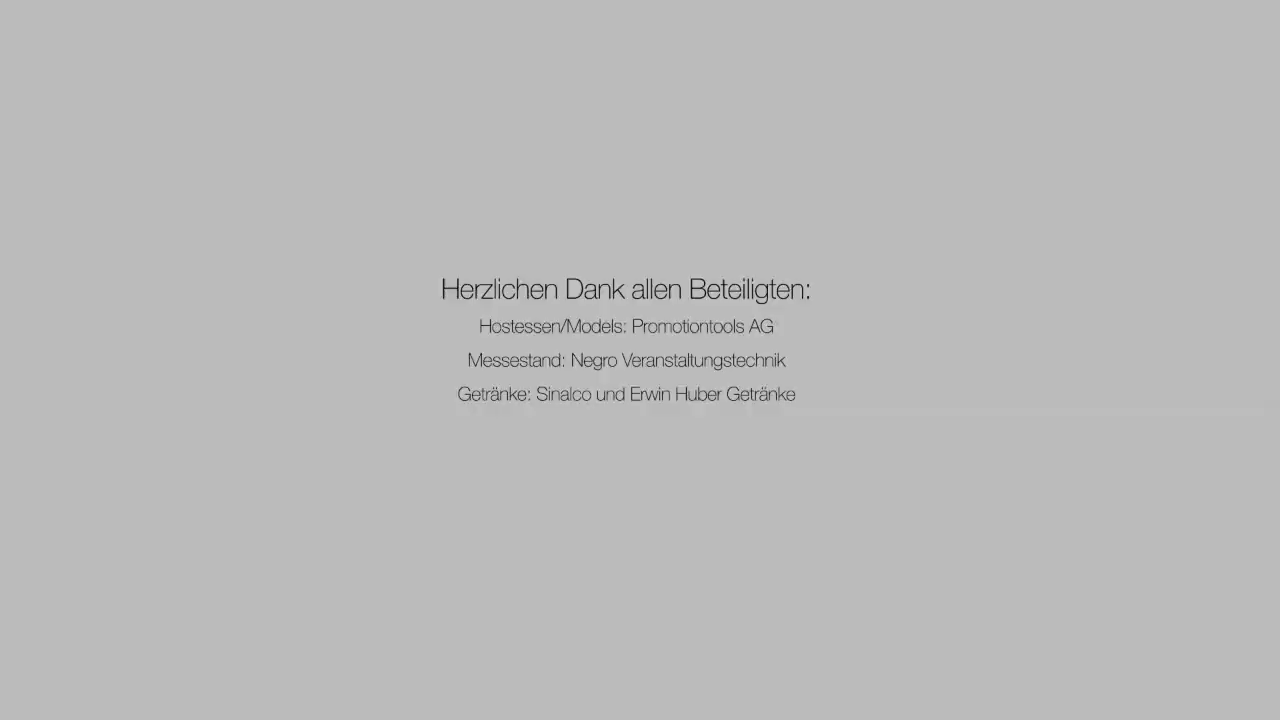 Herzlichen Dank allen Beteiligten:
Hostessen/Models: Promotiontools AG
Messestand: Negro Veranstaltungstechnik
Getränke: Sinalco und Erwin Huber Getränke